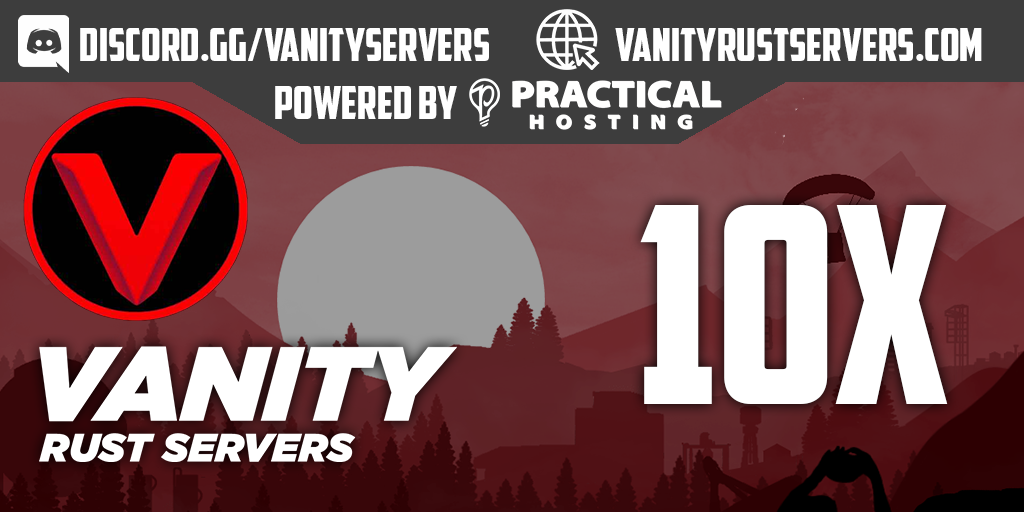 DISCORD.GG/VANITYSERVERS
VANITYRUSTSERVERS.COM
POWERED BY PRACTICAL HOSTING
V
10X
VANITY
RUST SERVERS